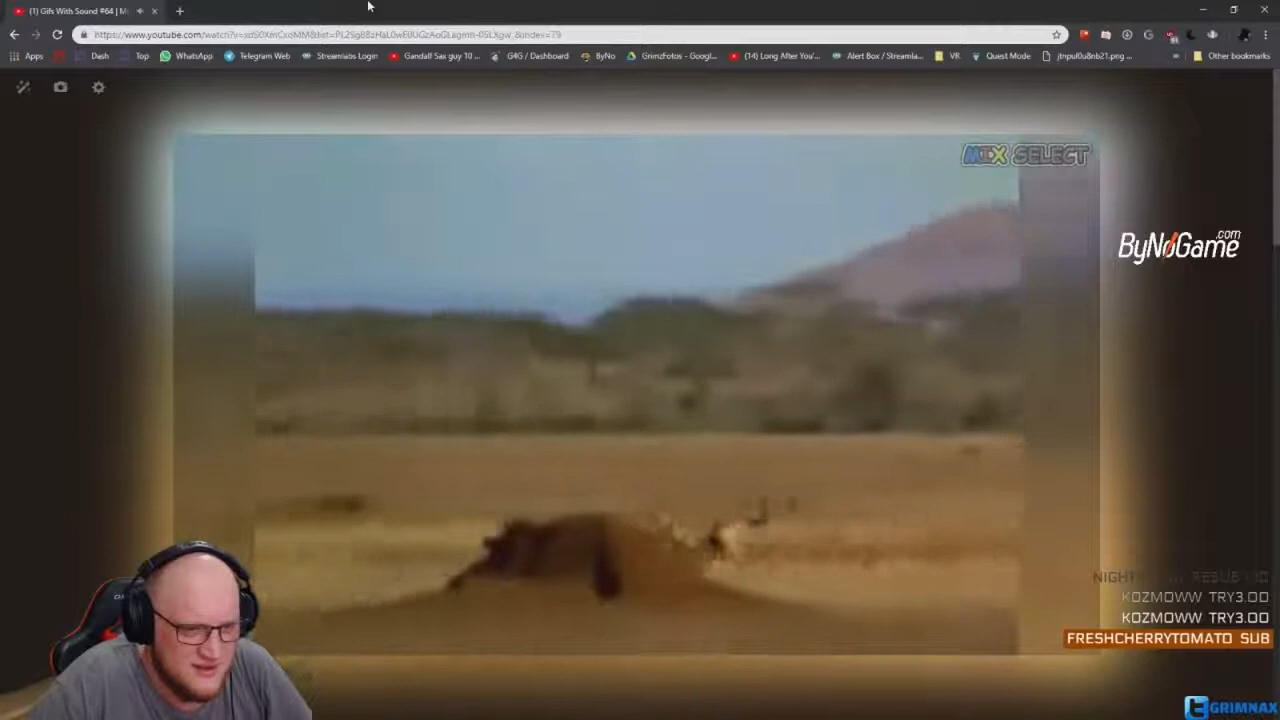 (1) Gifs With Sound #64 | M
Apps
Dash
Top
WhatsApp
Telegram Web
Streamlabs Login
Gandalf Sax guy 10 ...
G4G / Dashboard
ByNo
GrimzFotos - Googl...
(14) Long After You'...
Alert Box / Streamla...
VR
Quest Mode
jtnpul0u8nb21.png ...
Other bookmarks
MIX SELECT
ByNoGame.com
KOZMOWW TRY3.00
KOZMOWW TRY3.00
FRESHCHERRYTOMATO SUB
GRIMNAX